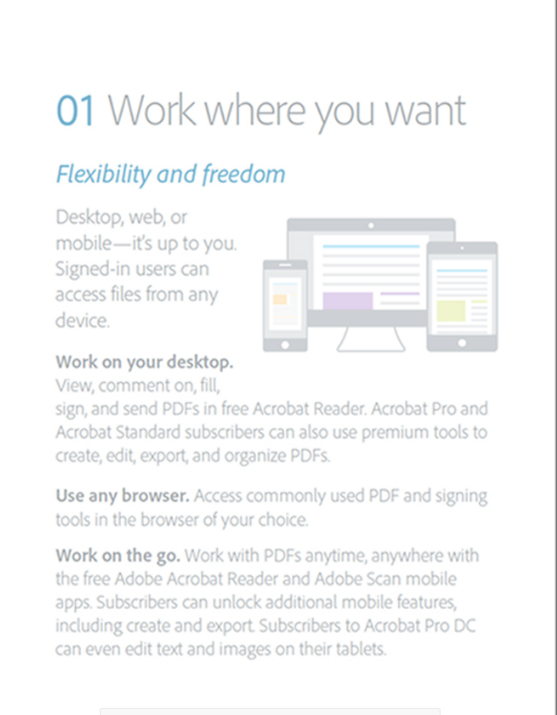 01 Work where you want
Flexibility and freedom
Desktop, web, or
mobile—it's up to you.
Signed-in users can
access files from any
device.
Work on your desktop.
View, comment on, fill,
sign, and send PDFs in free Acrobat Reader. Acrobat Pro and
Acrobat Standard subscribers can also use premium tools to
create, edit, export, and organize PDFs.
Use any browser. Access commonly used PDF and signing
tools in the browser of your choice.
Work on the go. Work with PDFs anytime, anywhere with
the free Adobe Acrobat Reader and Adobe Scan mobile
apps. Subscribers can unlock additional mobile features,
including create and export. Subscribers to Acrobat Pro DC
can even edit text and images on their tablets.